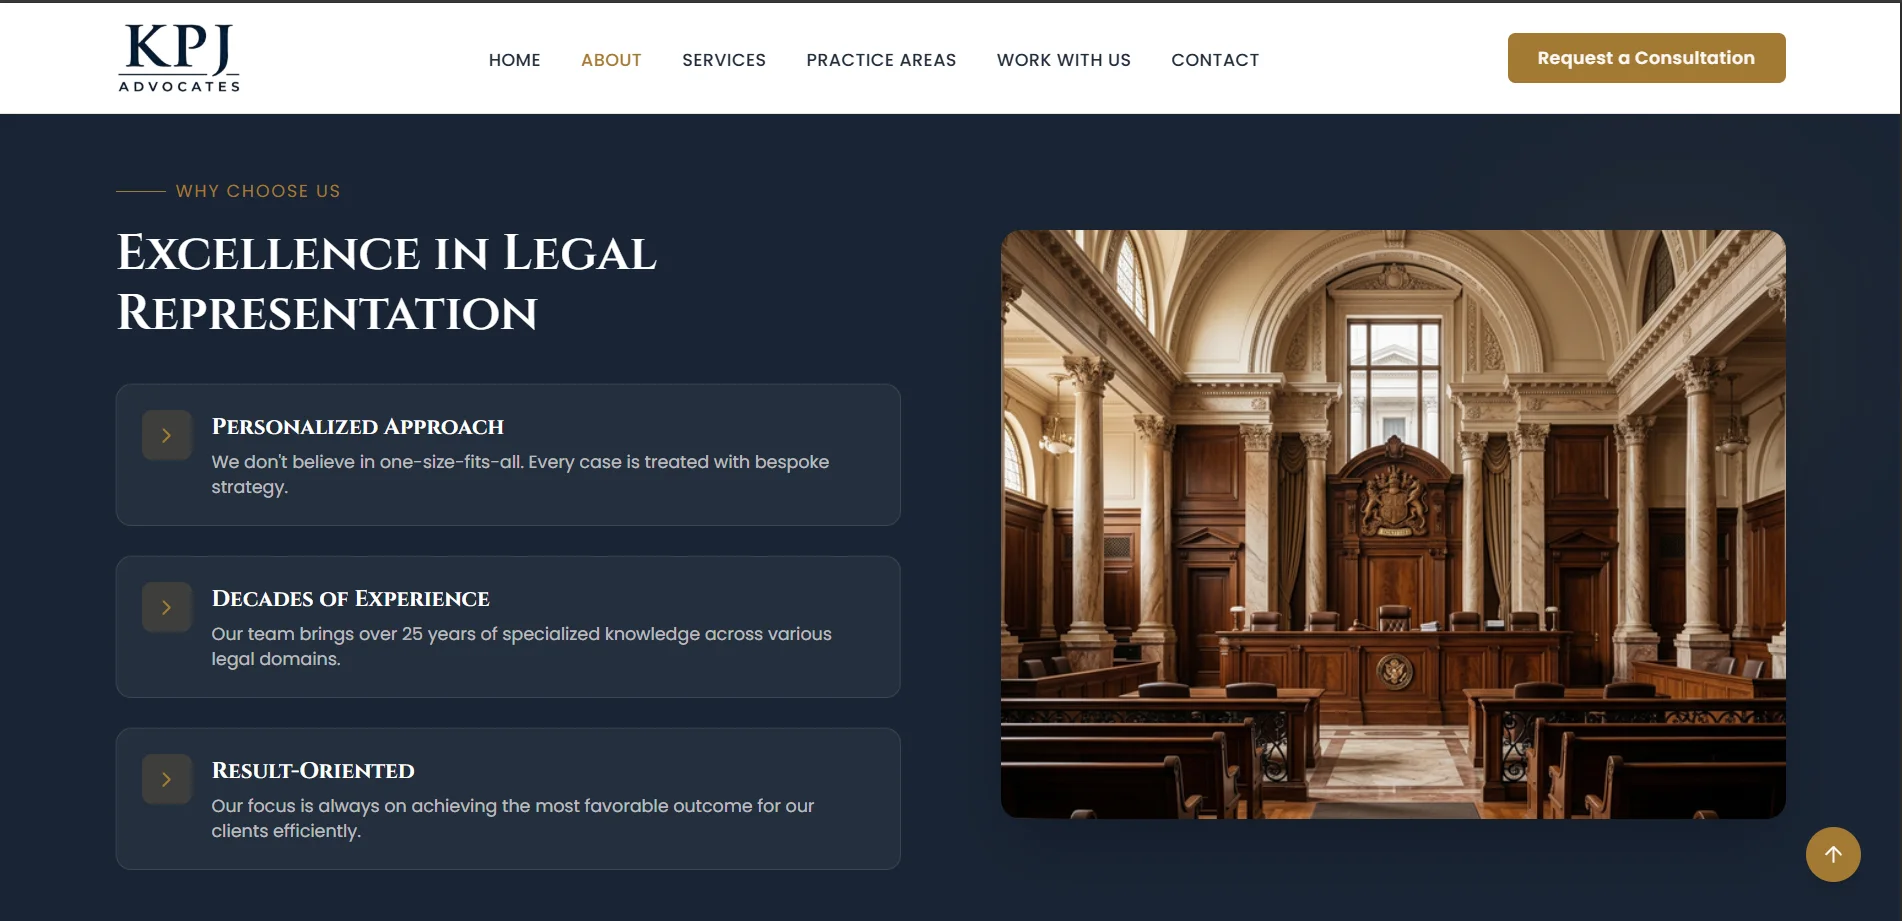 KPJ
ADVOCATES
HOME
ABOUT
SERVICES
PRACTICE AREAS
WORK WITH US
CONTACT
Request a Consultation
WHY CHOOSE US
Excellence in Legal
Representation
Personalized Approach
We don't believe in one-size-fits-all. Every case is treated with bespoke
strategy.
Decades of Experience
Our team brings over 25 years of specialized knowledge across various
legal domains.
Result-Oriented
Our focus is always on achieving the most favorable outcome for our
clients efficiently.